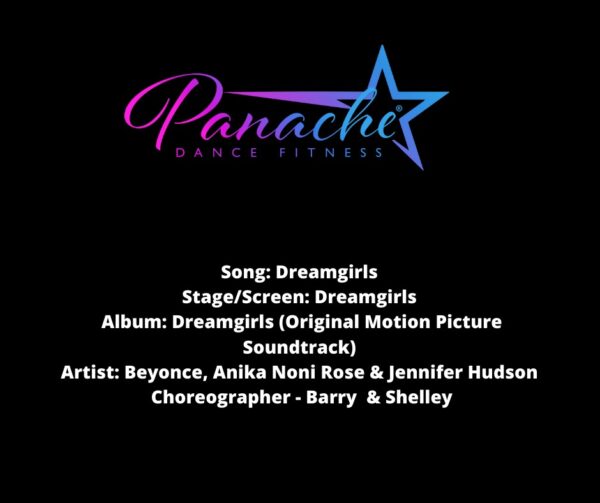 Panache®
DANCE FITNESS
Song: Dreamgirls
Stage/Screen: Dreamgirls
Album: Dreamgirls (Original Motion Picture
Soundtrack)
Artist: Beyonce, Anika Noni Rose & Jennifer Hudson
Choreographer - Barry  & Shelley